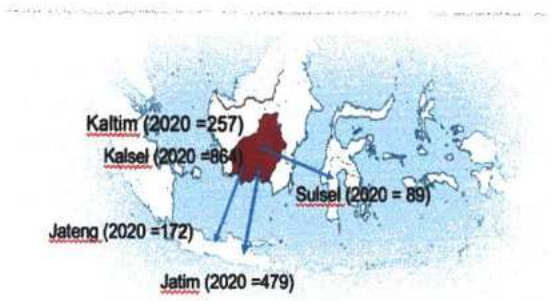 Kaltim (2020 =257)
Kalsel (2020 =864)
Sulsel (2020 = 89)
Jateng (2020 =172)
Jatim (2020 =479)